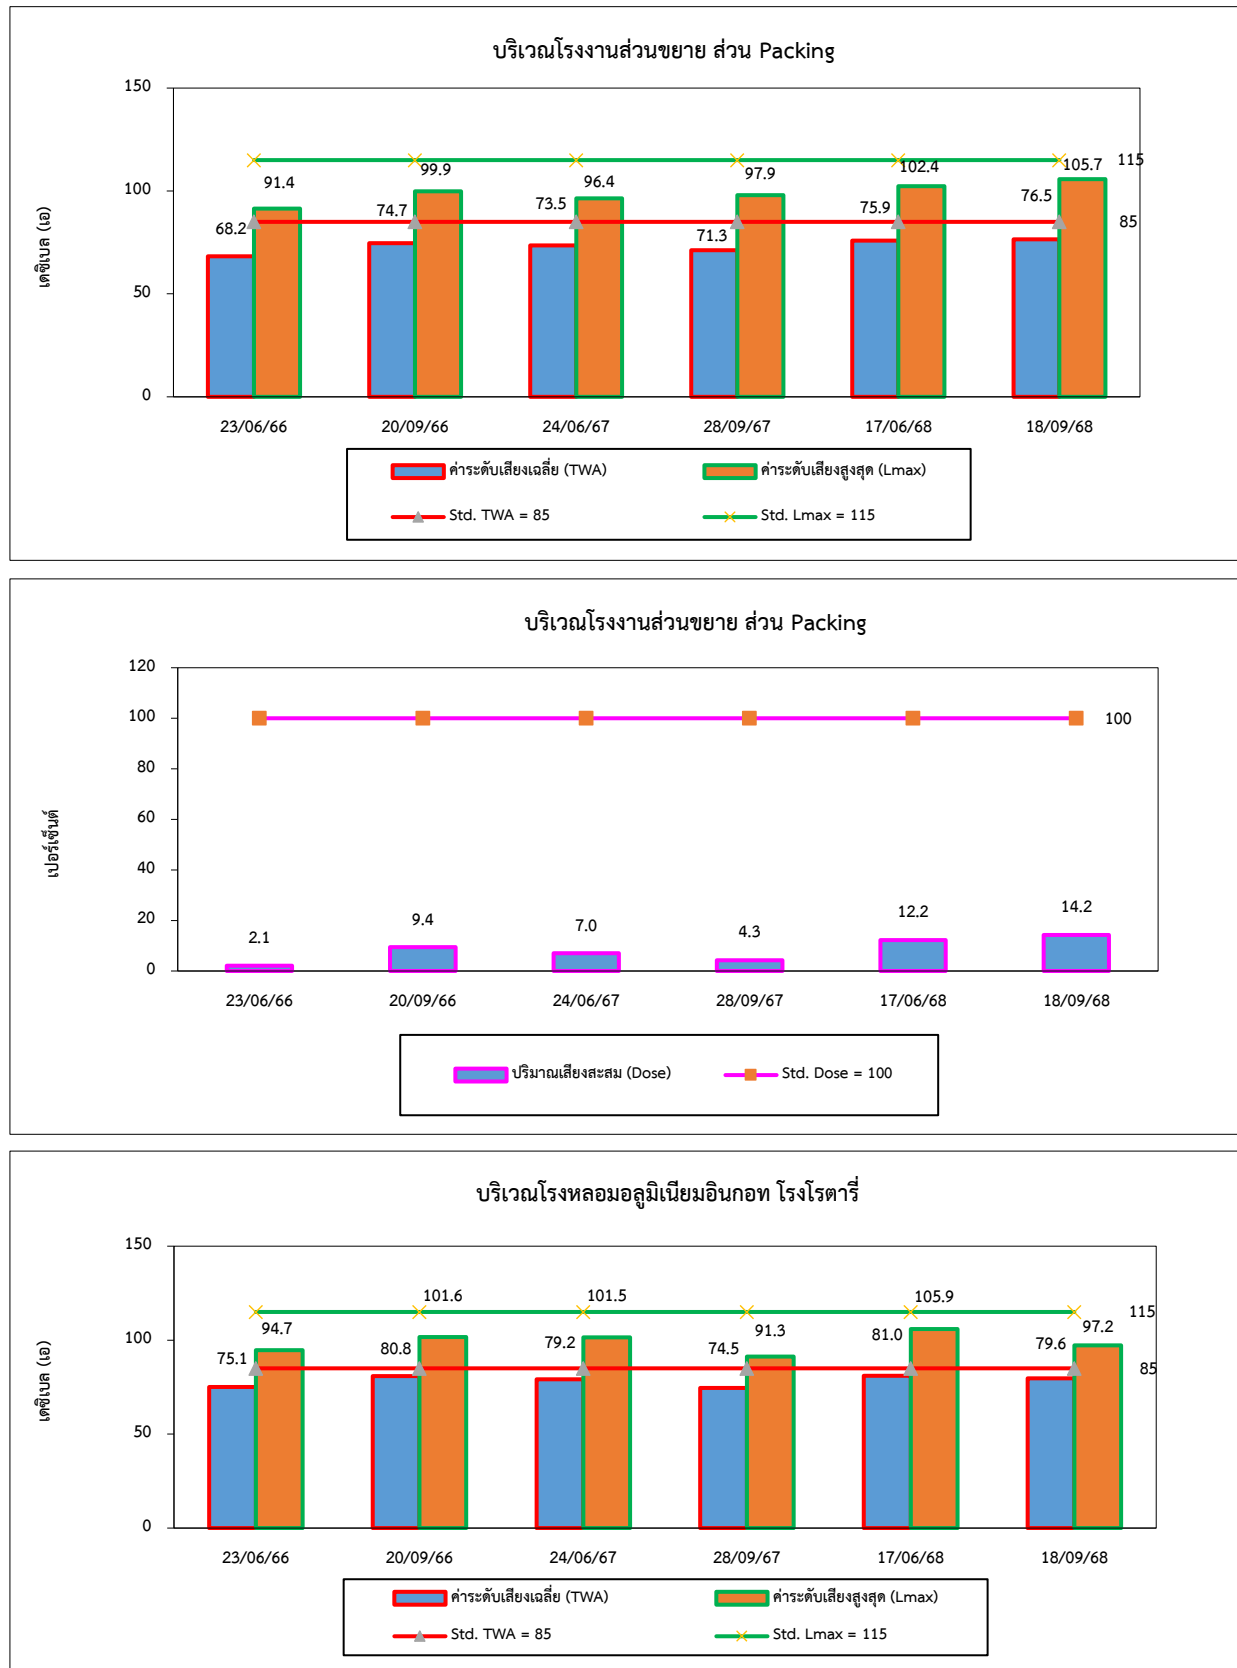 บริเวณโรงงานส่วนขยาย ส่วน Packing
150
100
50
0
เดซิเบล (เอ)
68.2 91.4 74.7 99.9 73.5 96.4 71.3 97.9 75.9 102.4 76.5 105.7 115
85
23/06/66 20/09/66 24/06/67 28/09/67 17/06/68 18/09/68
ค่าระดับเสียงเฉลี่ย (TWA) ค่าระดับเสียงสูงสุด (Lmax)
Std. TWA = 85 Std. Lmax = 115
บริเวณโรงงานส่วนขยาย ส่วน Packing
120
100
80
60
40
20
0
เปอร์เซ็นต์
100
2.1 9.4 7.0 4.3 12.2 14.2
23/06/66 20/09/66 24/06/67 28/09/67 17/06/68 18/09/68
ปริมาณเสียงสะสม (Dose) Std. Dose = 100
บริเวณโรงหลอมอลูมิเนียมอินกอท โรงโรตารี่
150
100
50
0
เดซิเบล (เอ)
75.1 94.7 80.8 101.6 79.2 101.5 74.5 91.3 81.0 105.9 79.6 97.2 115
85
23/06/66 20/09/66 24/06/67 28/09/67 17/06/68 18/09/68
ค่าระดับเสียงเฉลี่ย (TWA) ค่าระดับเสียงสูงสุด (Lmax)
Std. TWA = 85 Std. Lmax = 115